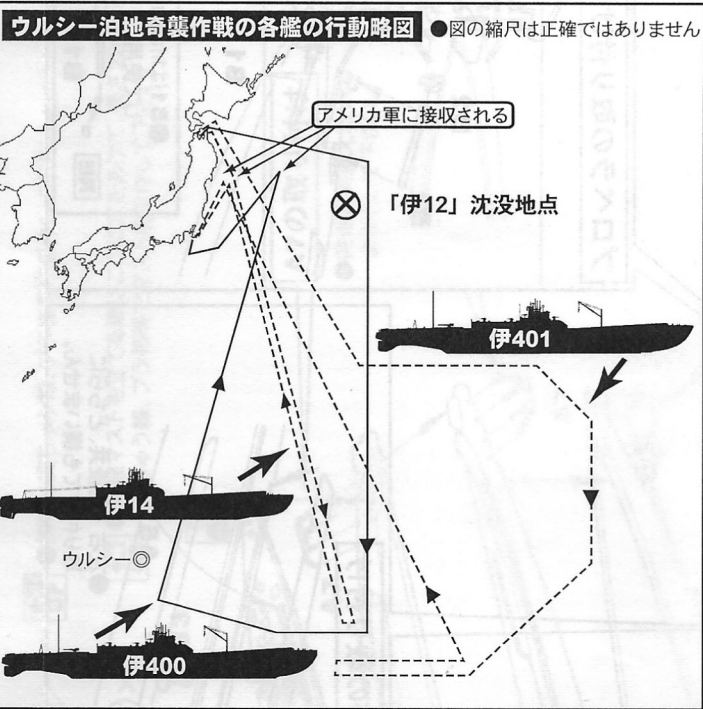 ウルシー泊地奇襲作戦の各艦の行動略図 ●図の縮尺は正確ではありません
アメリカ軍に接収される
「伊12」沈没地点
伊401
伊14
ウルシー◎
伊400